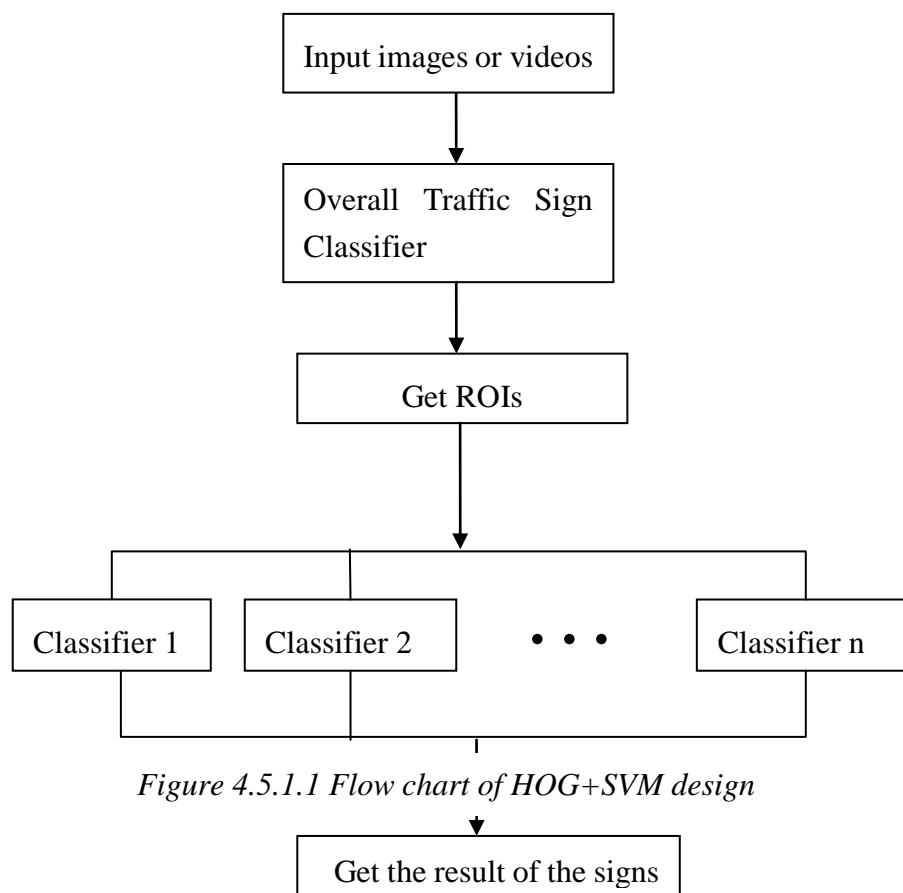 Input images or videos
Overall Traffic Sign
Classifier
Get ROIs
Classifier 1
Classifier 2
• • •
Classifier n
Figure 4.5.1.1 Flow chart of HOG+SVM design
Get the result of the signs